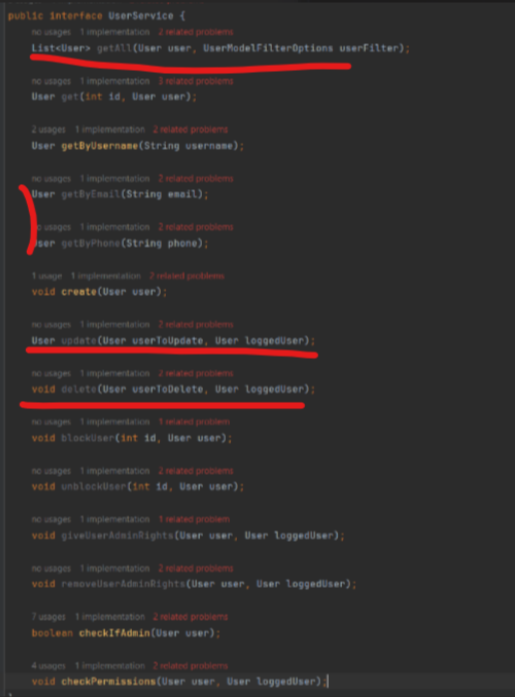 public interface UserService {
no usages 1 implementation 2 related problems
List<User> getAll(User user, UserModelFilterOptions userFilter);
no usages 1 implementation 3 related problems
User get(int id, User user);
2 usages 1 implementation 2 related problems
User getByUsername(String username);
no usages 1 implementation 2 related problems
User getByEmail(String email);
usages 1 implementation 2 related problems
User getByPhone(String phone);
1 usage 1 implementation 2 related problems
void create(User user);
no usages 1 implementation 2 related problems
User update(User userToUpdate, User loggedUser);
no usages 1 implementation 2 related problems
void delete(User userToDelete, User loggedUser);
no usages 1 implementation 1 related problem
void blockUser(int id, User user);
no usages 1 implementation 2 related problems
void unblockUser(int id, User user);
no usages 1 implementation 1 related problem
void giveUserAdminRights(User user, User loggedUser);
no usages 1 implementation 2 related problems
void removeUserAdminRights(User user, User loggedUser);
7 usages 1 implementation 2 related problems
boolean checkIfAdmin(User user);
4 usages 1 implementation 2 related problems
void checkPermissions(User user, User loggedUser);